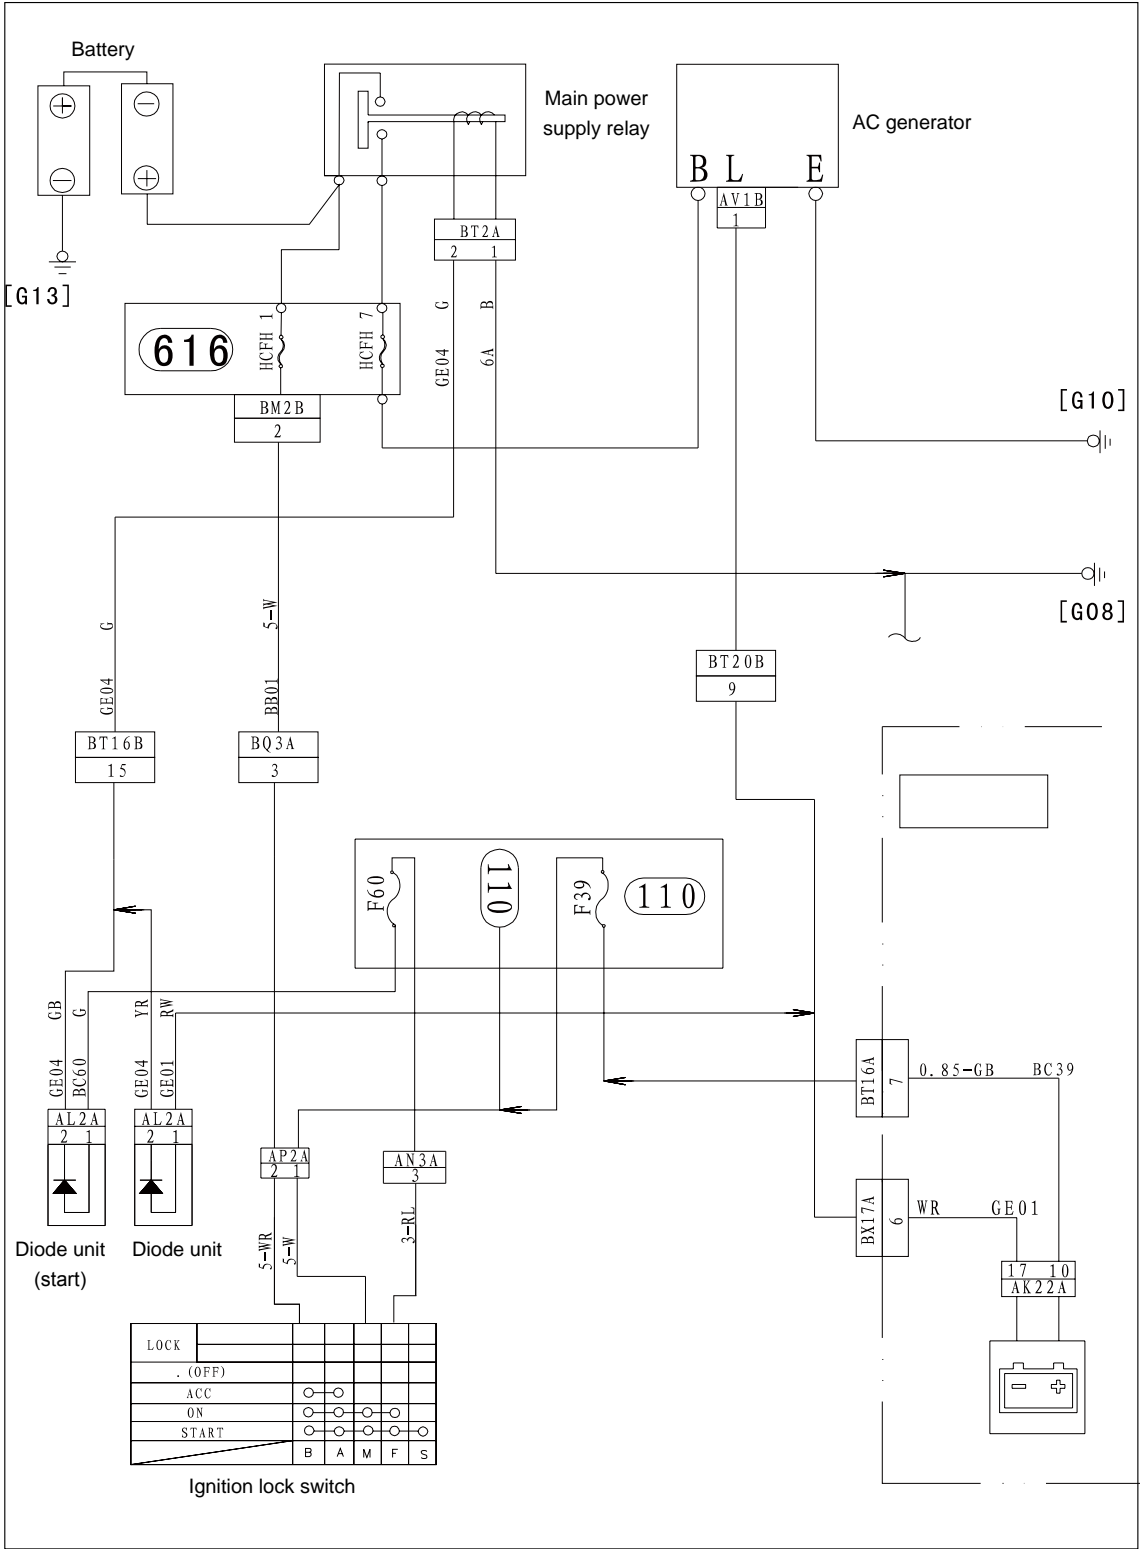 Battery
Main power
supply relay
AC generator
B L E
AV1B
1
BT2A
2 1
[G13]
616
HCFH 1
HCFH 7
G
B
GE04
6A
BM2B
2
[G10]
[G08]
G
5-W
GE04
BB01
BT20B
9
BT16B
15
BQ3A
3
F60
110
F39
110
GB
G
YR
RW
GE04
BC60
GE04
GE01
BT16A
7
0.85-GB BC39
AL2A
2 1
AL2A
2 1
AP2A
2 1
AN3A
3
BX17A
6
WR GE01
Diode unit
(start)
Diode unit
5-WR
5-W
3-RL
17 10
AK22A
LOCK
.(OFF)
ACC
ON
START
B A M F S
Ignition lock switch